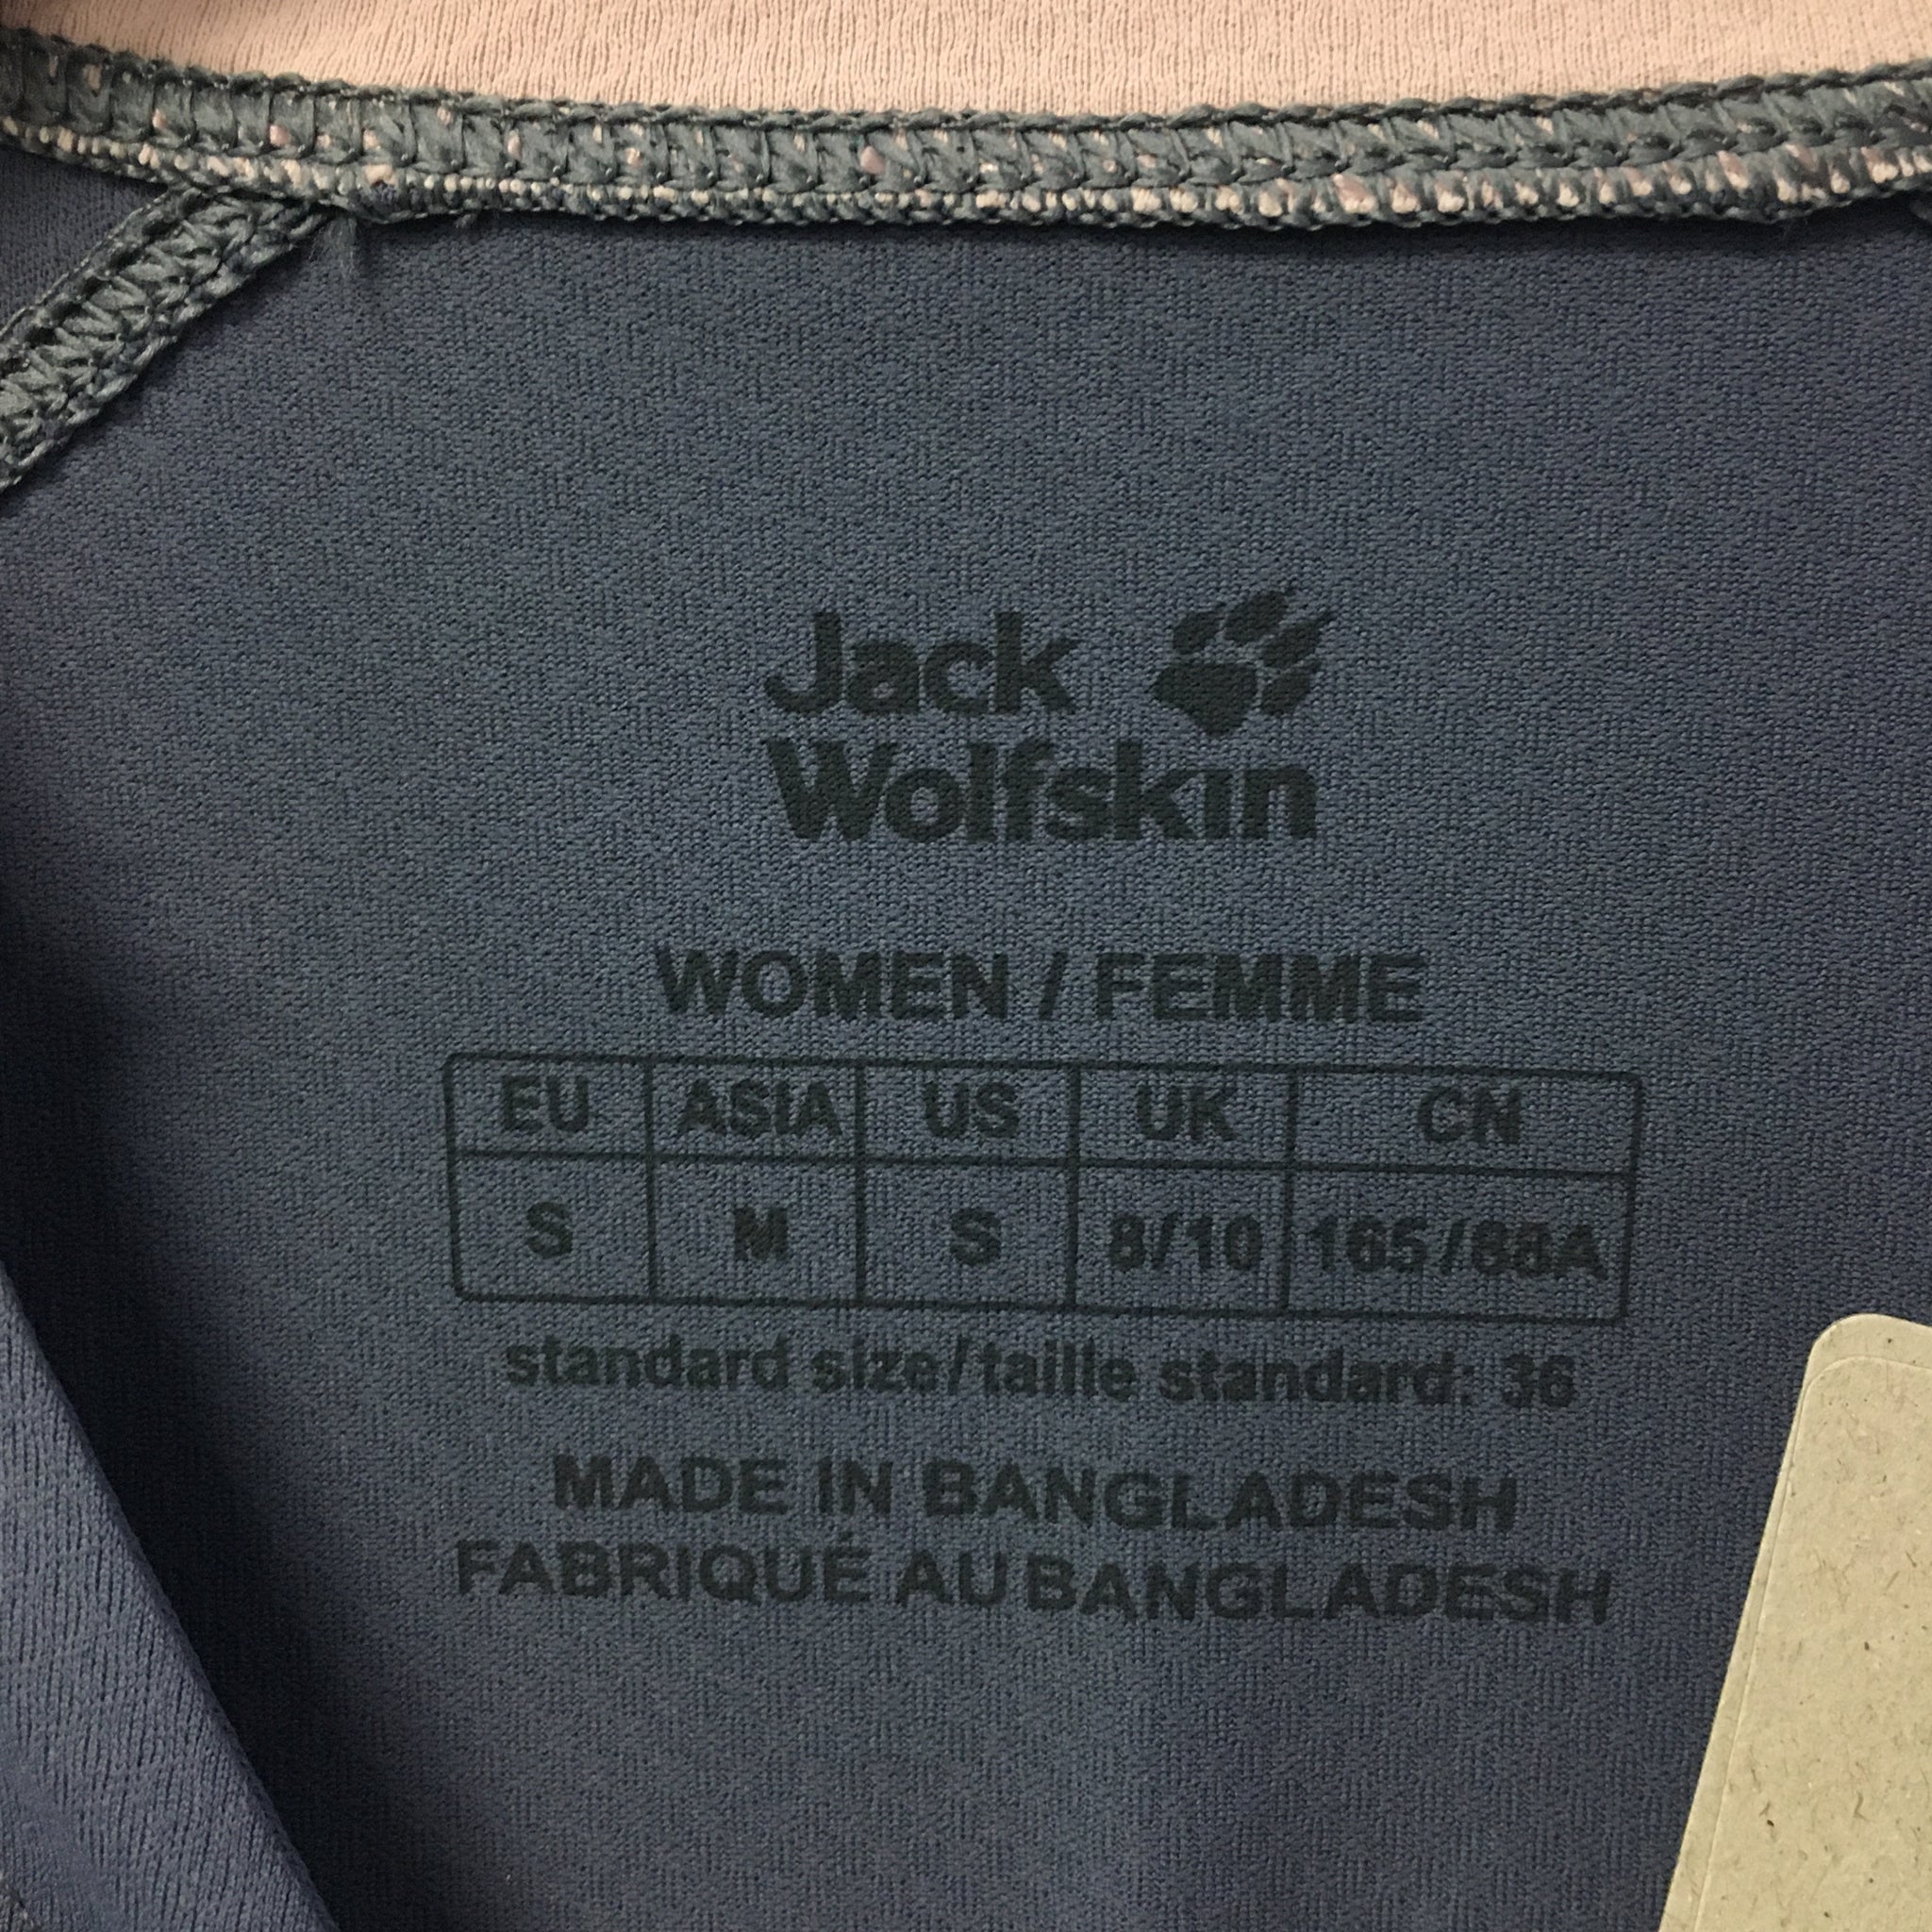 Jack
Wolfskin
WOMEN / FEMME
EU ASIA US UK CN
S M S 8/10 165/88A
standard size/taille standard: 36
MADE IN BANGLADESH
FABRIQUÉ AU BANGLADESH